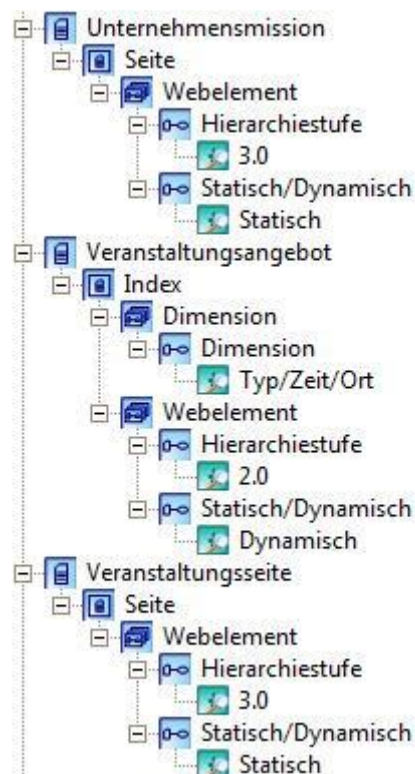 Unternehmensmission
Seite
Webelement
Hierarchiestufe
3.0
Statisch/Dynamisch
Statisch
Veranstaltungsangebot
Index
Dimension
Dimension
Typ/Zeit/Ort
Webelement
Hierarchiestufe
2.0
Statisch/Dynamisch
Dynamisch
Veranstaltungsseite
Seite
Webelement
Hierarchiestufe
3.0
Statisch/Dynamisch
Statisch